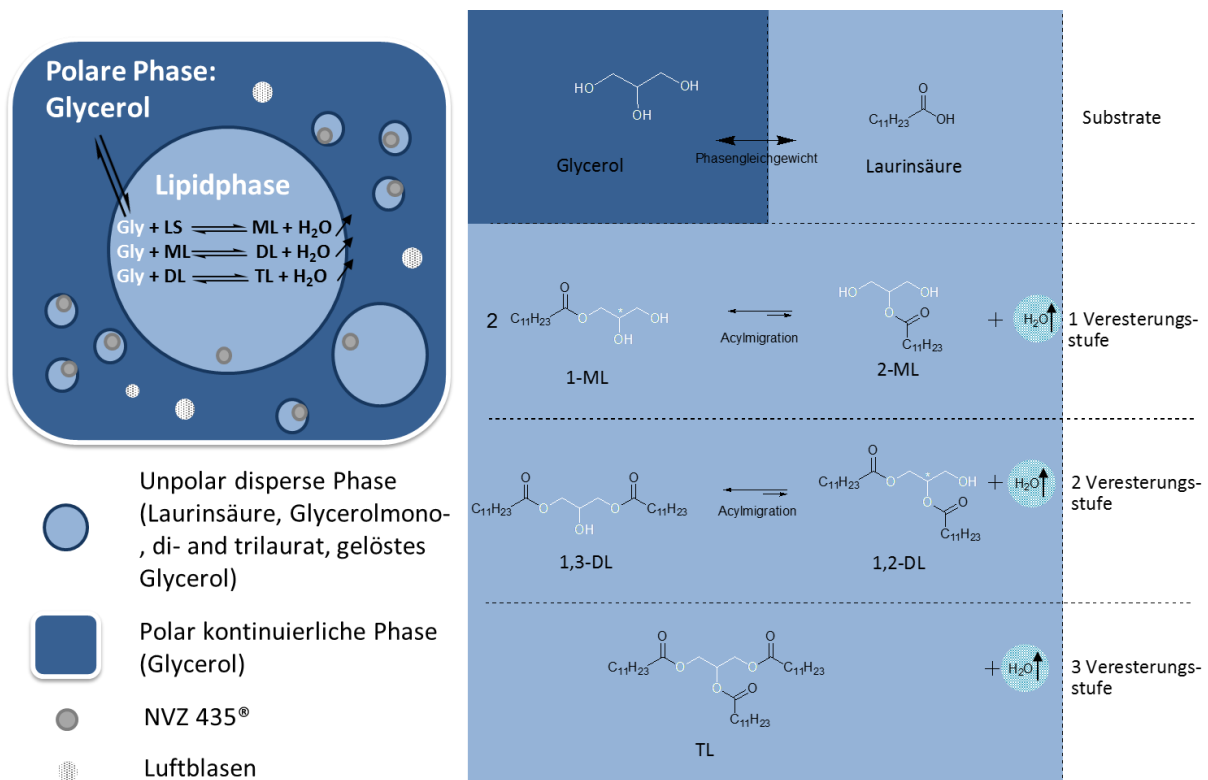 Polare Phase:
Glycerol
Lipidphase
Gly + LS ML + H₂O
Gly + ML DL + H₂O
Gly + DL TL + H₂O
Unpolar disperse Phase
(Laurinsäure, Glycerolmono-
, di- and trilaurat, gelöstes
Glycerol)
Polar kontinuierliche Phase
(Glycerol)
NVZ 435®
Luftblasen
HO OH
OH
O
C₁₁H₂₃ OH
Glycerol
Phasengleichgewicht
Laurinsäure
Substrate
2
O
C₁₁H₂₃ O * OH
OH
1-ML
Acylmigration
HO OH
O O
C₁₁H₂₃
2-ML
+ H₂O
1 Veresterungs-
stufe
O O
C₁₁H₂₃ O O C₁₁H₂₃
OH
1,3-DL
Acylmigration
O
C₁₁H₂₃ O * OH
O O
C₁₁H₂₃
1,2-DL
+ H₂O
2 Veresterungs-
stufe
O O
C₁₁H₂₃ O O C₁₁H₂₃
O O
C₁₁H₂₃
TL
+ H₂O
3 Veresterungs-
stufe